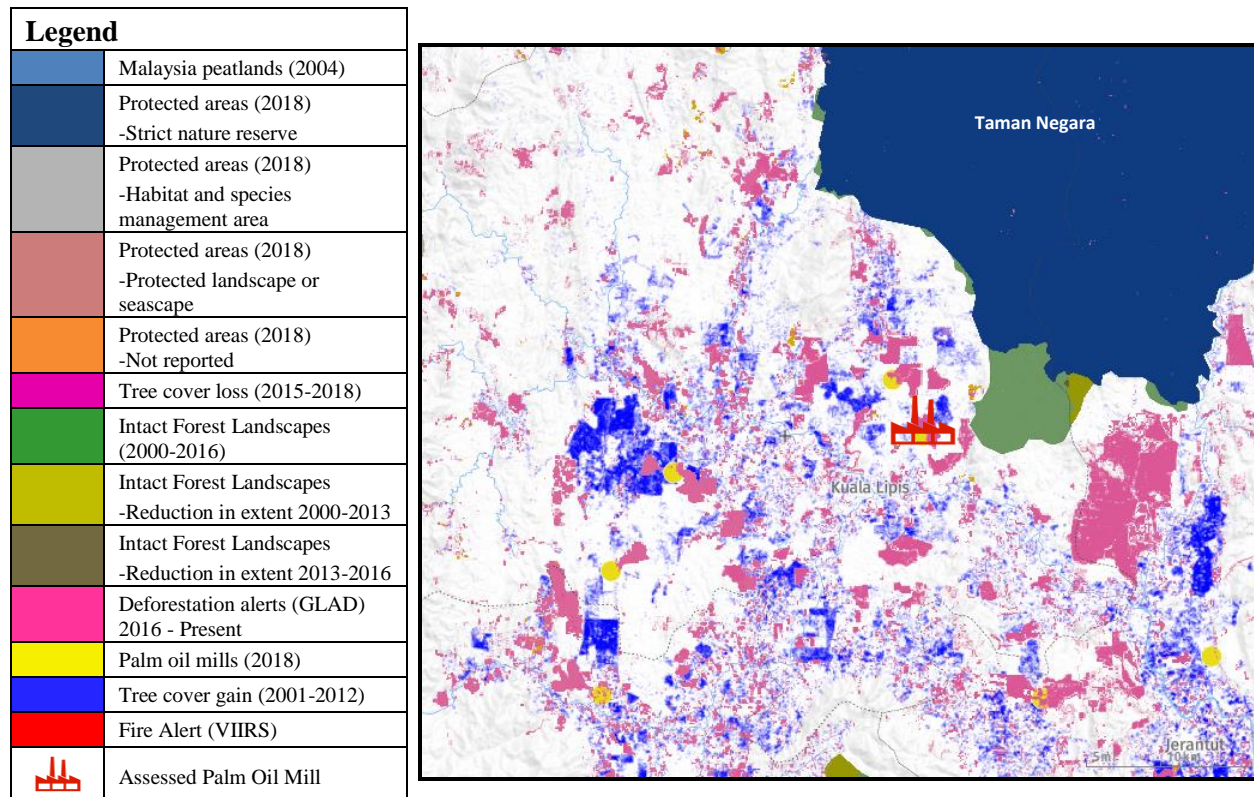 Legend
Malaysia peatlands (2004)
Protected areas (2018)
-Strict nature reserve
Protected areas (2018)
-Habitat and species
management area
Protected areas (2018)
-Protected landscape or
seascape
Protected areas (2018)
-Not reported
Tree cover loss (2015-2018)
Intact Forest Landscapes
(2000-2016)
Intact Forest Landscapes
-Reduction in extent 2000-2013
Intact Forest Landscapes
-Reduction in extent 2013-2016
Deforestation alerts (GLAD)
2016 - Present
Palm oil mills (2018)
Tree cover gain (2001-2012)
Fire Alert (VIIRS)
Assessed Palm Oil Mill
Taman Negara
Kuala Lipis
Jerantut
5mi 10km